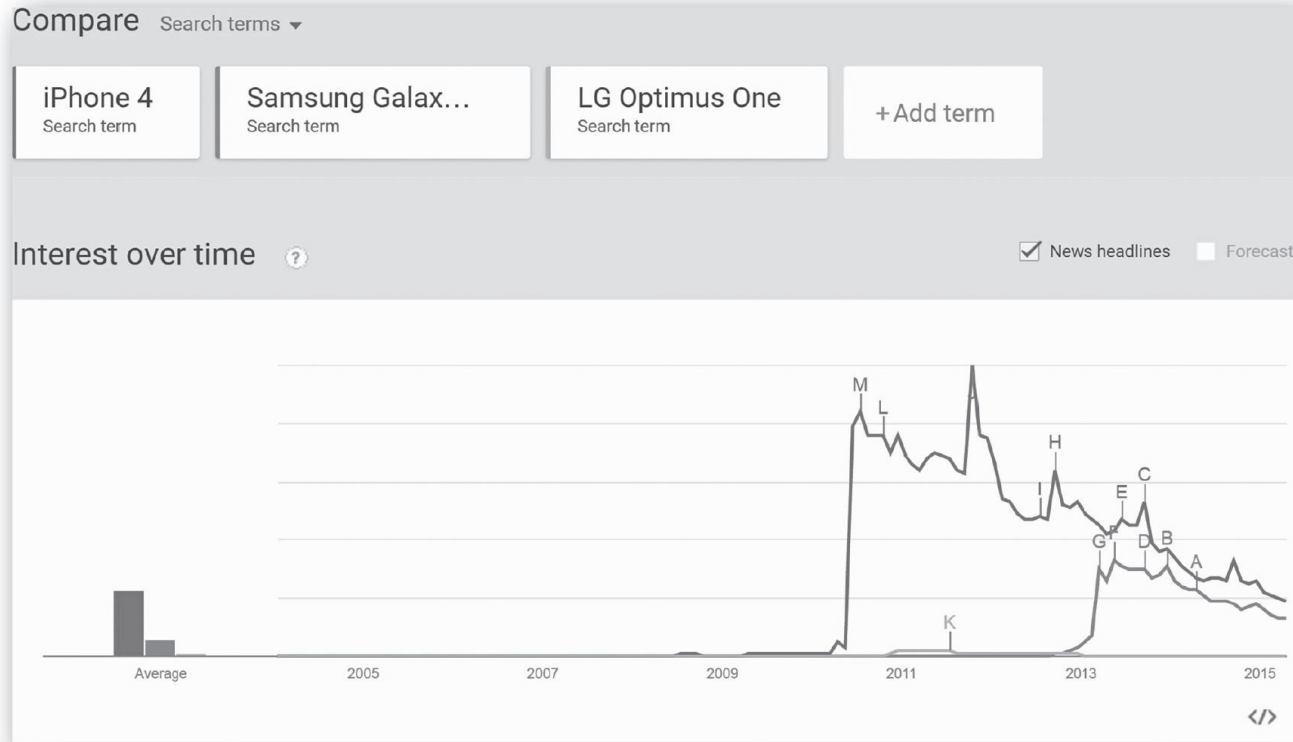 Compare Search terms
iPhone 4 Samsung Galax... LG Optimus One +Add term
Search term Search term Search term
Interest over time ? News headlines Forecast
M
L
J
H
C
I
E
F
G D B
A
K
Average 2005 2007 2009 2011 2013 2015
</>